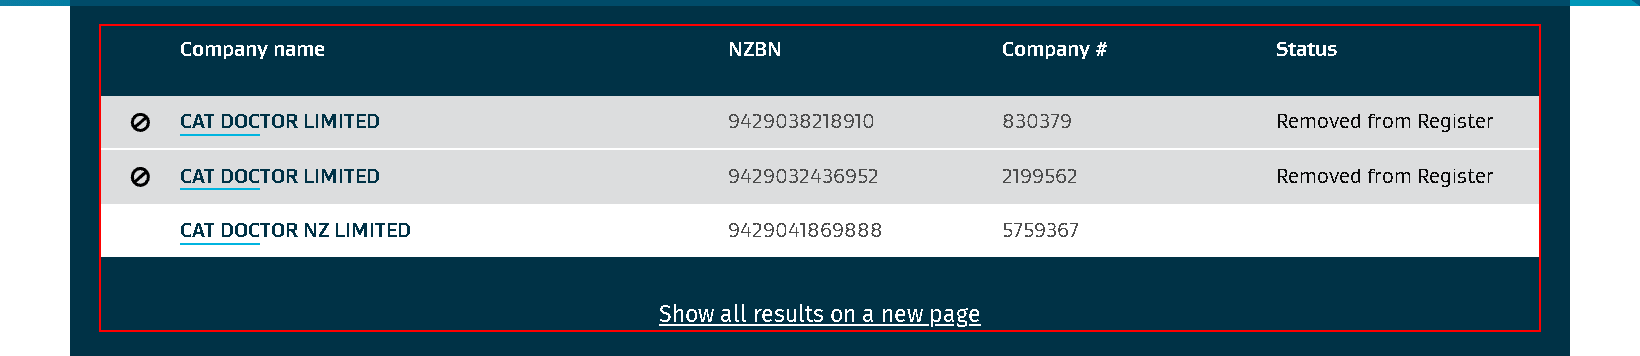 Company name NZBN Company # Status
CAT DOCTOR LIMITED 9429038218910 830379 Removed from Register
CAT DOCTOR LIMITED 9429032436952 2199562 Removed from Register
CAT DOCTOR NZ LIMITED 9429041869888 5759367
Show all results on a new page